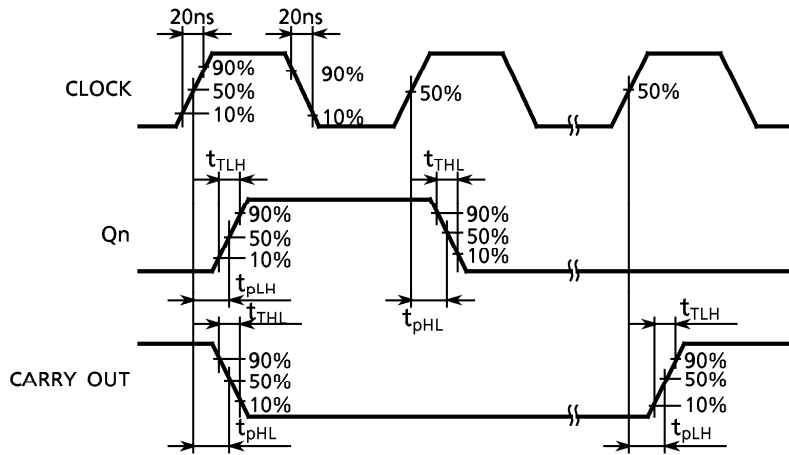 20ns 20ns
CLOCK 90% 50% 10% 90% 10% 50% 50%
tTLH tTHL
Qn 90% 50% 10% 90% 50% 10%
tpLH tpHL
tTHL tTLH
CARRY OUT 90% 50% 10% 90% 50% 10%
tpHL tpLH